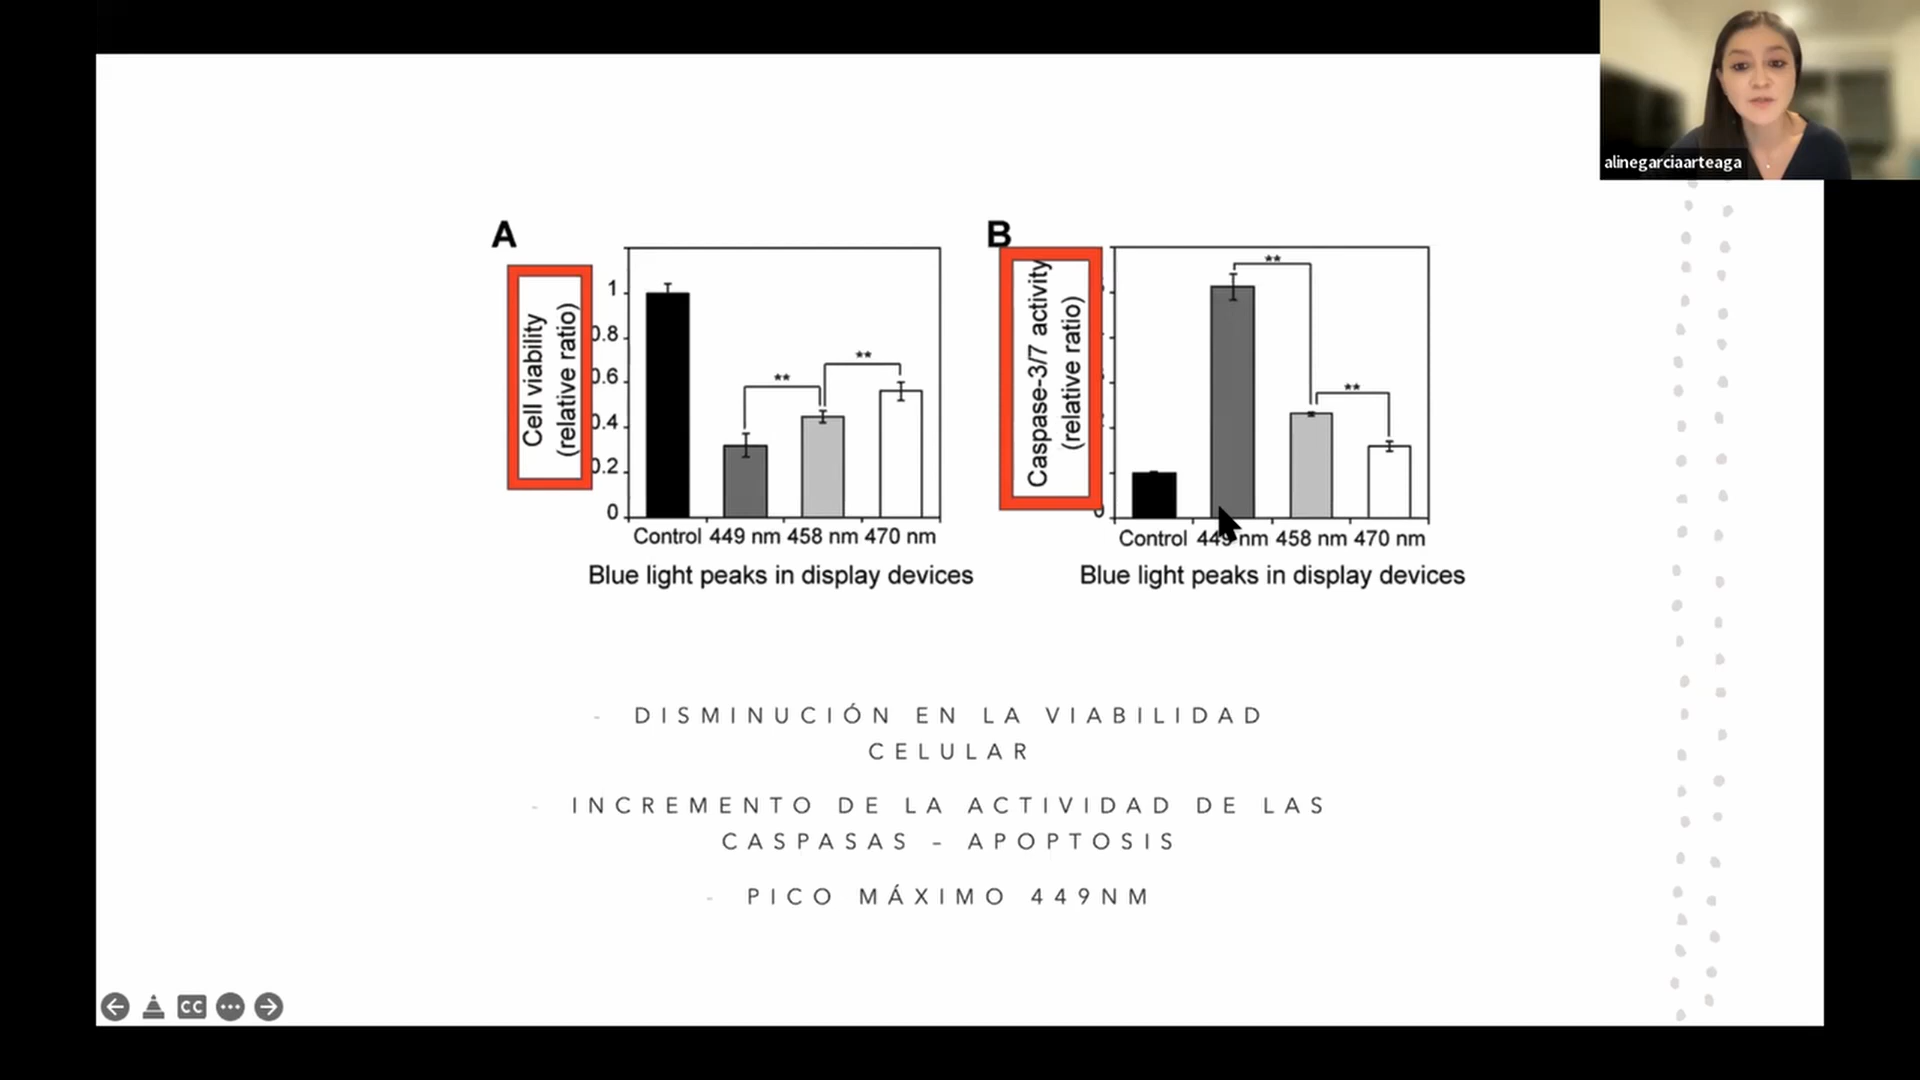 alinegarciaarteaga
A
Cell viability
(relative ratio)
1
0.8
0.6
0.4
0.2
0
**
**
Control 449 nm 458 nm 470 nm
Blue light peaks in display devices
B
Caspase-3/7 activity
(relative ratio)
0
**
**
Control 449 nm 458 nm 470 nm
Blue light peaks in display devices
- DISMINUCIÓN EN LA VIABILIDAD
CELULAR
- INCREMENTO DE LA ACTIVIDAD DE LAS
CASPASAS – APOPTOSIS
- PICO MÁXIMO 449NM
CC